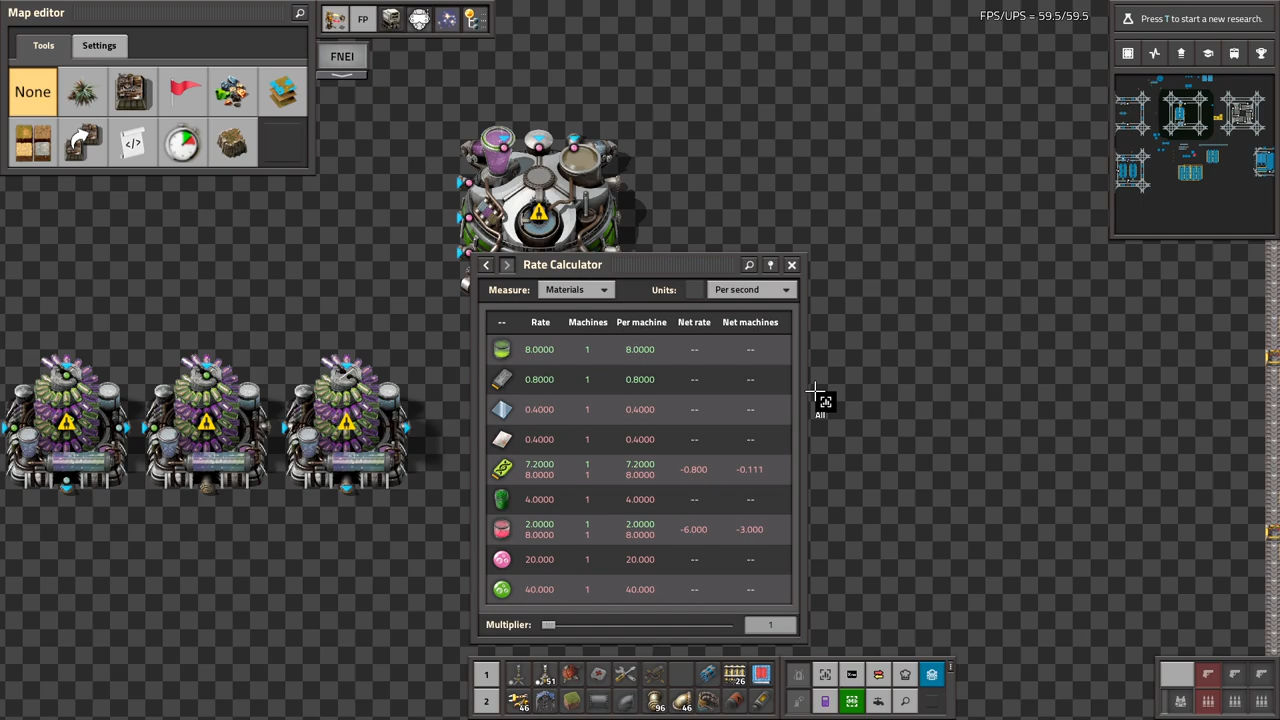 Map editor
FP
FPS/UPS = 59.5/59.5
Press T to start a new research.
Tools
Settings
FNEI
None
</>
Rate Calculator
Measure:
Materials
Units:
Per second
-- Rate Machines Per machine Net rate Net machines
8.0000 1 8.0000 -- --
0.8000 1 0.8000 -- --
0.4000 1 0.4000 -- --
0.4000 1 0.4000 -- --
7.2000 1 7.2000
-0.800 -0.111
8.0000 1 8.0000
4.0000 1 4.0000 -- --
2.0000 1 2.0000
-6.000 -3.000
8.0000 1 8.0000
20.000 1 20.000 -- --
40.000 1 40.000 -- --
All
Multiplier:
1
1
51
26
2
46
96
46